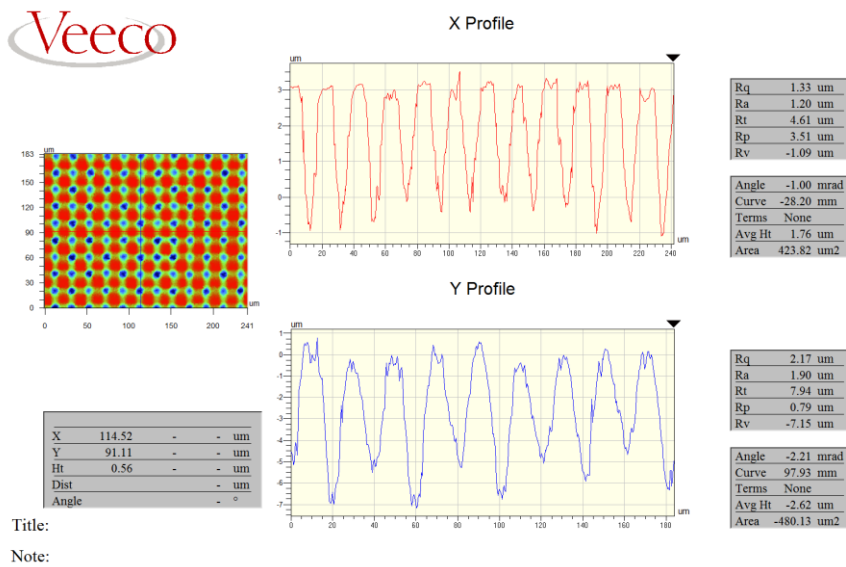 Veeco
X Profile
um
3
2
1
0
-1
0 20 40 60 80 100 120 140 160 180 200 220 240
um
Rq 1.33 um
Ra 1.20 um
Rt 4.61 um
Rp 3.51 um
Rv -1.09 um
Angle -1.00 mrad
Curve -28.20 mm
Terms None
Avg Ht 1.76 um
Area 423.82 um2
um
183
150
120
90
60
30
0
um
0 50 100 150 200 241
Y Profile
um
1
0
-1
-2
-3
-4
-5
-6
-7
0 20 40 60 80 100 120 140 160 180
um
Rq 2.17 um
Ra 1.90 um
Rt 7.94 um
Rp 0.79 um
Rv -7.15 um
Angle -2.21 mrad
Curve 97.93 mm
Terms None
Avg Ht -2.62 um
Area -480.13 um2
X 114.52 - - um
Y 91.11 - - um
Ht 0.56 - - um
Dist - um
Angle - °
Title:
Note: